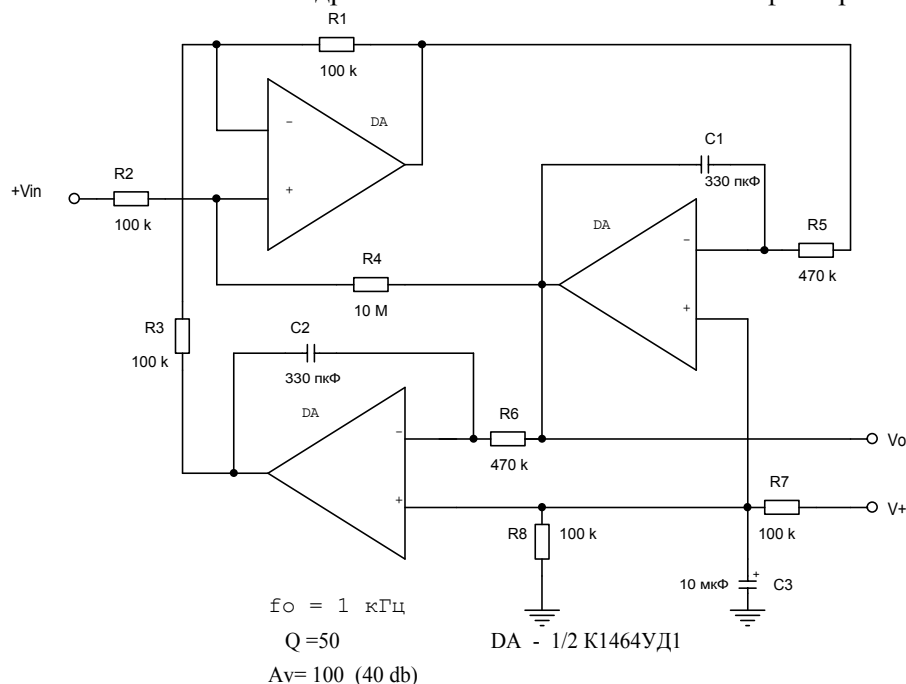 R1
100 k
DA
−
+
+Vin
R2
100 k
C1
330 пкФ
DA
−
+
R5
470 k
R4
10 M
R3
100 k
C2
330 пкФ
DA
−
+
R6
470 k
Vo
R7
V+
100 k
R8
100 k
10 мкФ
+
C3
fo = 1 кГц
Q =50
DA - 1/2 К1464УД1
Av= 100 (40 db)